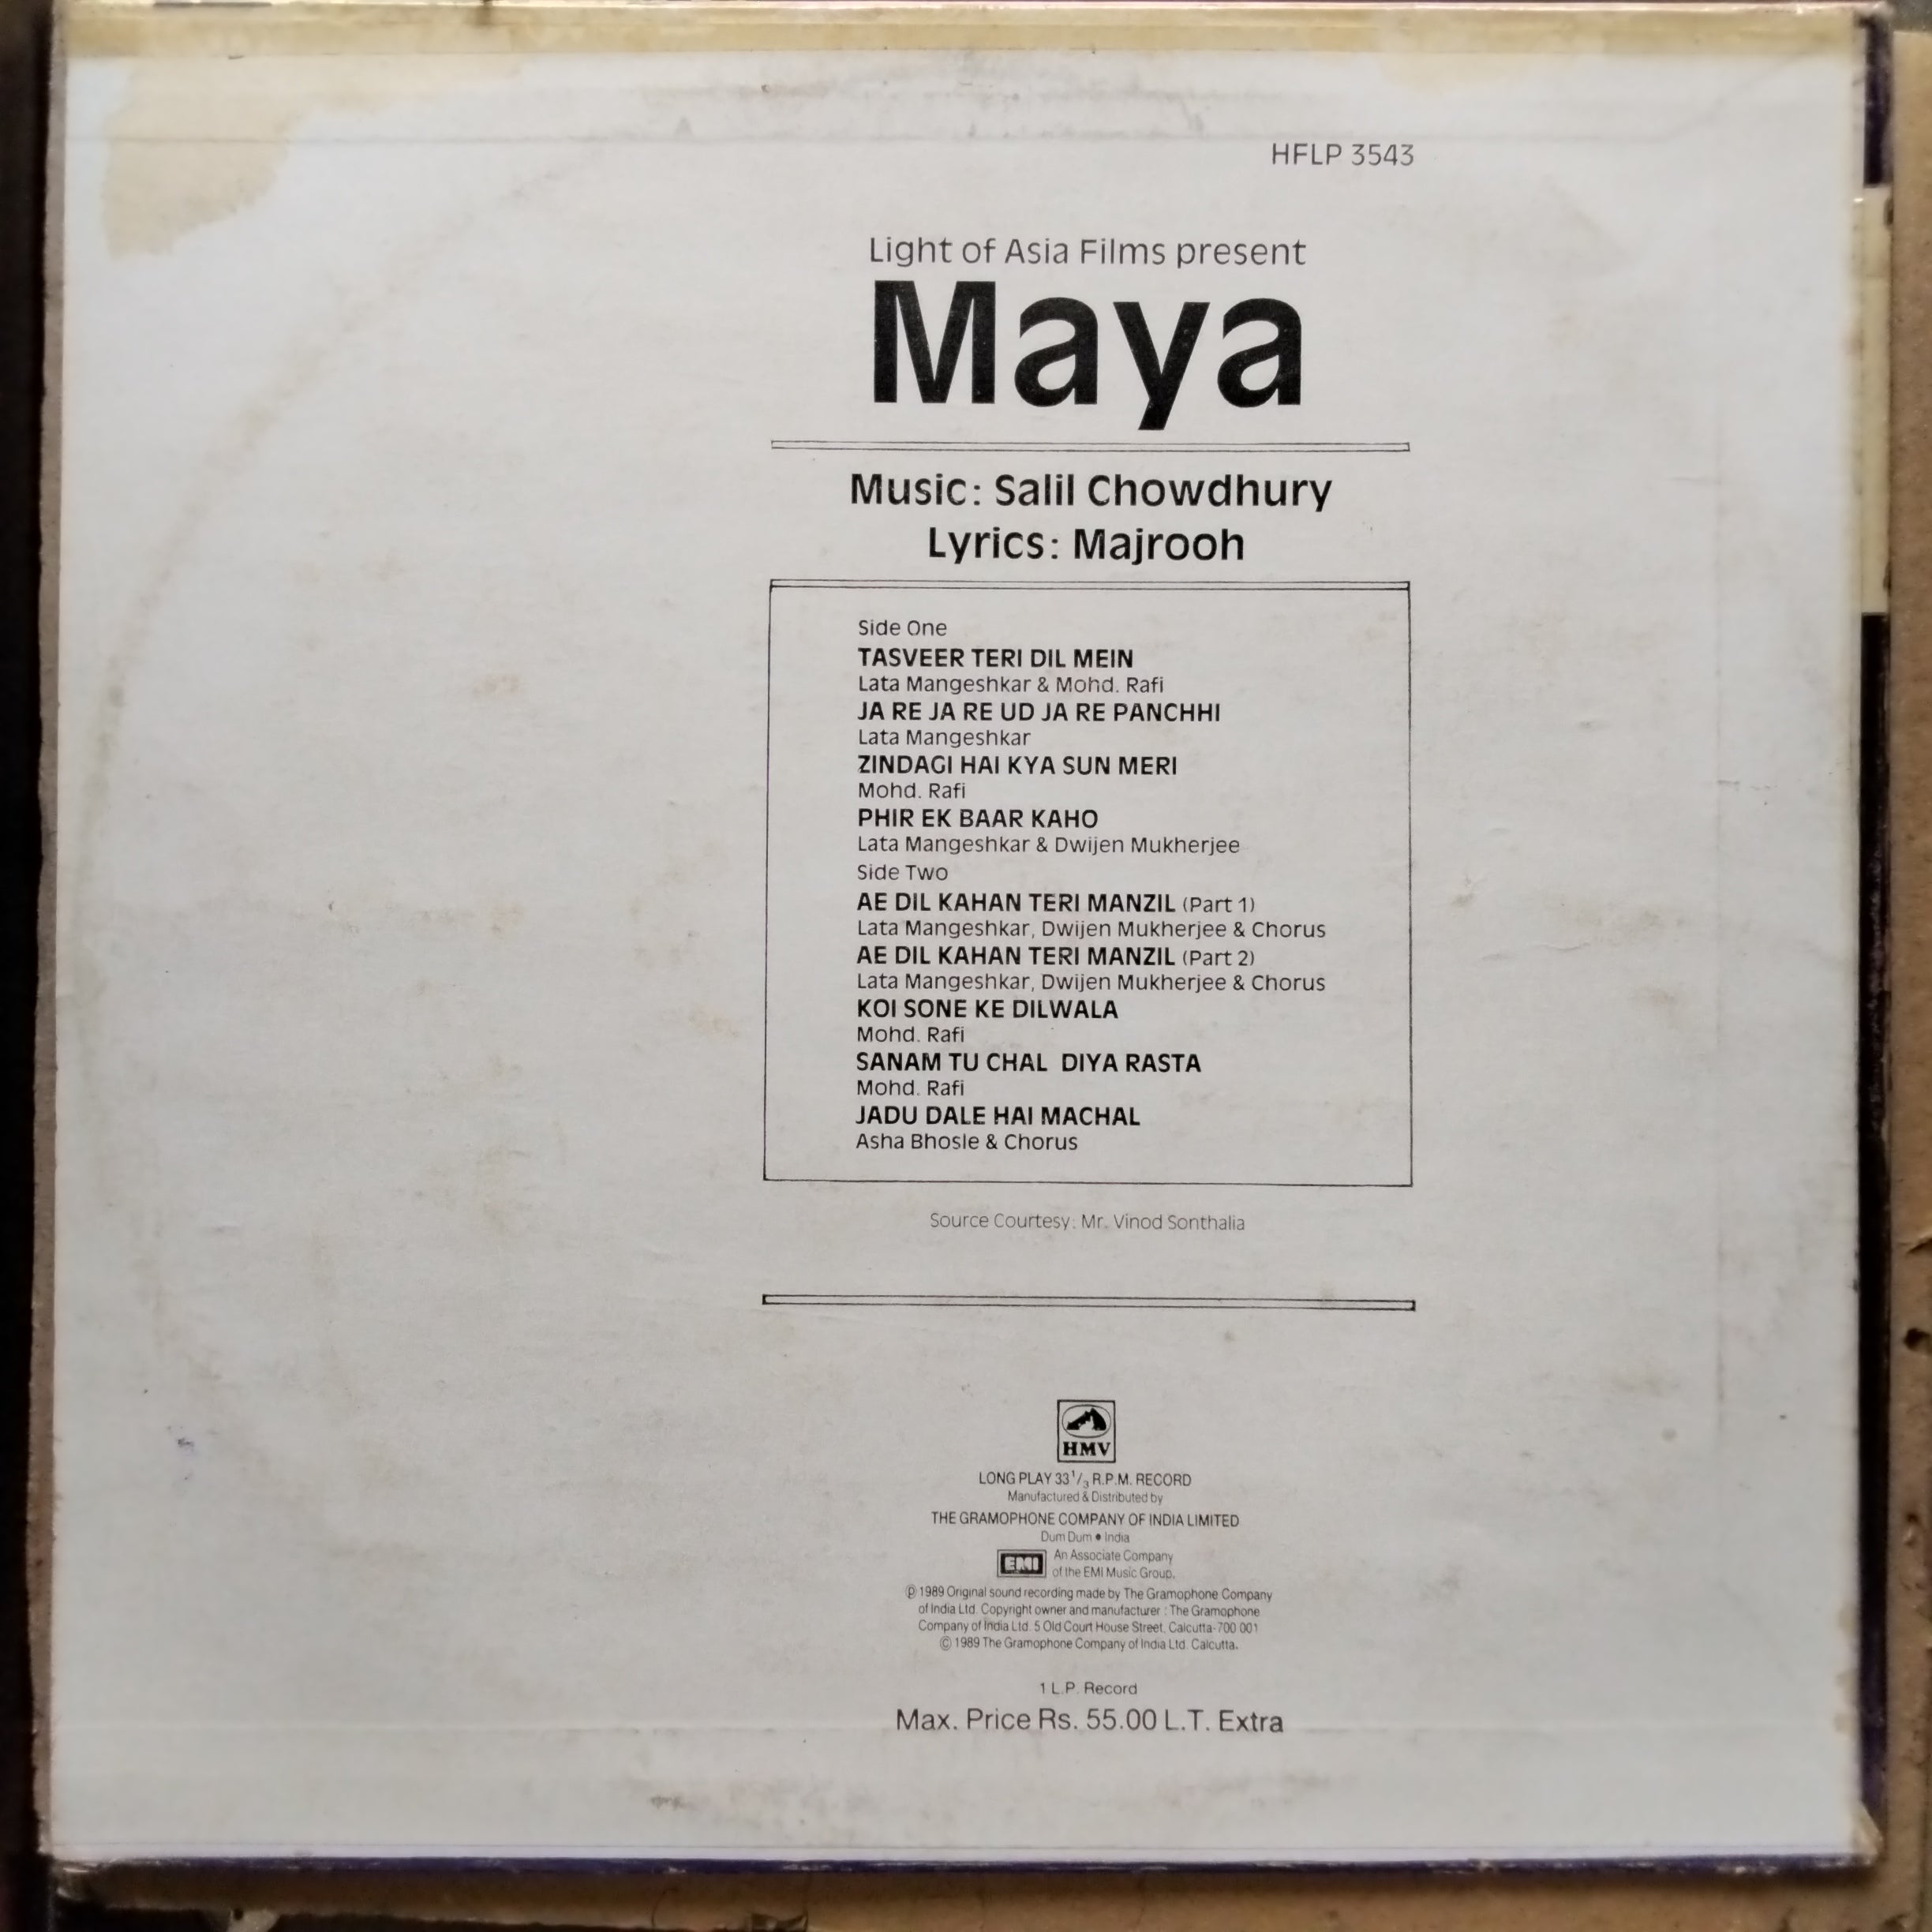 HFLP 3543
Light of Asia Films present
Maya
Music: Salil Chowdhury
Lyrics: Majrooh
Side One
TASVEER TERI DIL MEIN
Lata Mangeshkar & Mohd. Rafi
JA RE JA RE UD JA RE PANCHHI
Lata Mangeshkar
ZINDAGI HAI KYA SUN MERI
Mohd. Rafi
PHIR EK BAAR KAHO
Lata Mangeshkar & Dwijen Mukherjee
Side Two
AE DIL KAHAN TERI MANZIL (Part 1)
Lata Mangeshkar, Dwijen Mukherjee & Chorus
AE DIL KAHAN TERI MANZIL (Part 2)
Lata Mangeshkar, Dwijen Mukherjee & Chorus
KOI SONE KE DILWALA
Mohd. Rafi
SANAM TU CHAL DIYA RASTA
Mohd. Rafi
JADU DALE HAI MACHAL
Asha Bhosle & Chorus
Source Courtesy: Mr. Vinod Sonthalia
HMV
LONG PLAY 33 1/3 R.P.M. RECORD
Manufactured & Distributed by
THE GRAMOPHONE COMPANY OF INDIA LIMITED
Dum Dum • India
EMI An Associate Company
of the EMI Music Group.
℗ 1989 Original sound recording made by The Gramophone Company
of India Ltd. Copyright owner and manufacturer : The Gramophone
Company of India Ltd. 5 Old Court House Street, Calcutta-700 001
© 1989 The Gramophone Company of India Ltd. Calcutta.
1 L.P. Record
Max. Price Rs. 55.00 L.T. Extra